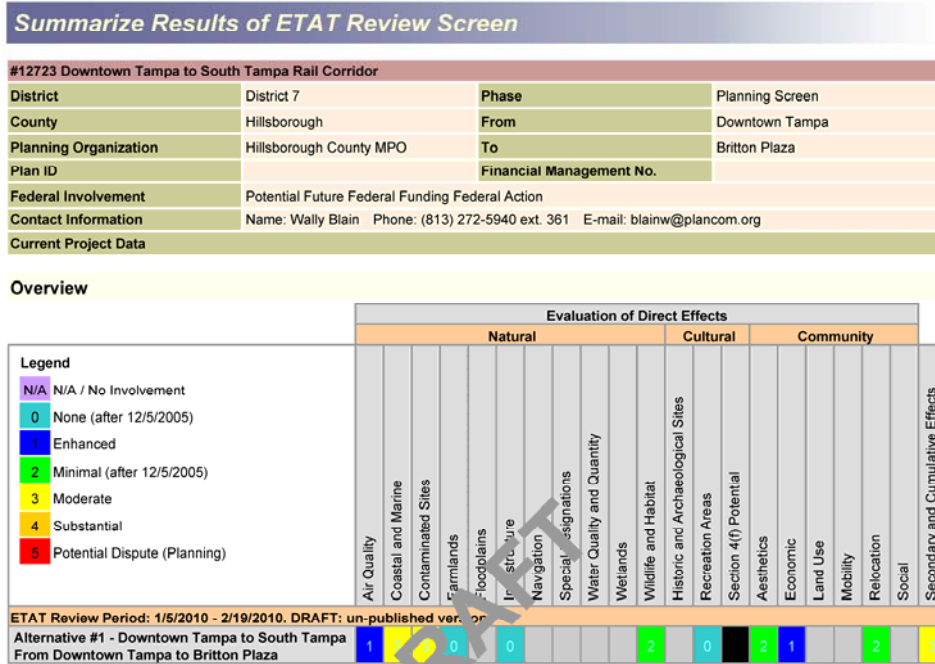 Summarize Results of ETAT Review Screen
#12723 Downtown Tampa to South Tampa Rail Corridor
District District 7 Phase Planning Screen
County Hillsborough From Downtown Tampa
Planning Organization Hillsborough County MPO To Britton Plaza
Plan ID Financial Management No.
Federal Involvement Potential Future Federal Funding Federal Action
Contact Information Name: Wally Blain Phone: (813) 272-5940 ext. 361 E-mail: blainw@plancom.org
Current Project Data
Overview
Evaluation of Direct Effects
Natural Cultural Community
Legend
N/A N/A / No Involvement
0 None (after 12/5/2005)
1 Enhanced
2 Minimal (after 12/5/2005)
3 Moderate
4 Substantial
5 Potential Dispute (Planning)
Air Quality
Coastal and Marine
Contaminated Sites
Farmlands
Floodplains
Navigation
Special
Water Quality and Quantity
Wetlands
Wildlife and Habitat
Historic and Archaeological Sites
Recreation Areas
Section 4(f) Potential
Aesthetics
Economic
Land Use
Mobility
Relocation
Social
Secondary and Cumulative Effects
DRAFT
ETAT Review Period: 1/5/2010 - 2/19/2010. DRAFT: un-published version
Alternative #1 - Downtown Tampa to South Tampa
From Downtown Tampa to Britton Plaza
1 3 0 0 2 0 2 1 2